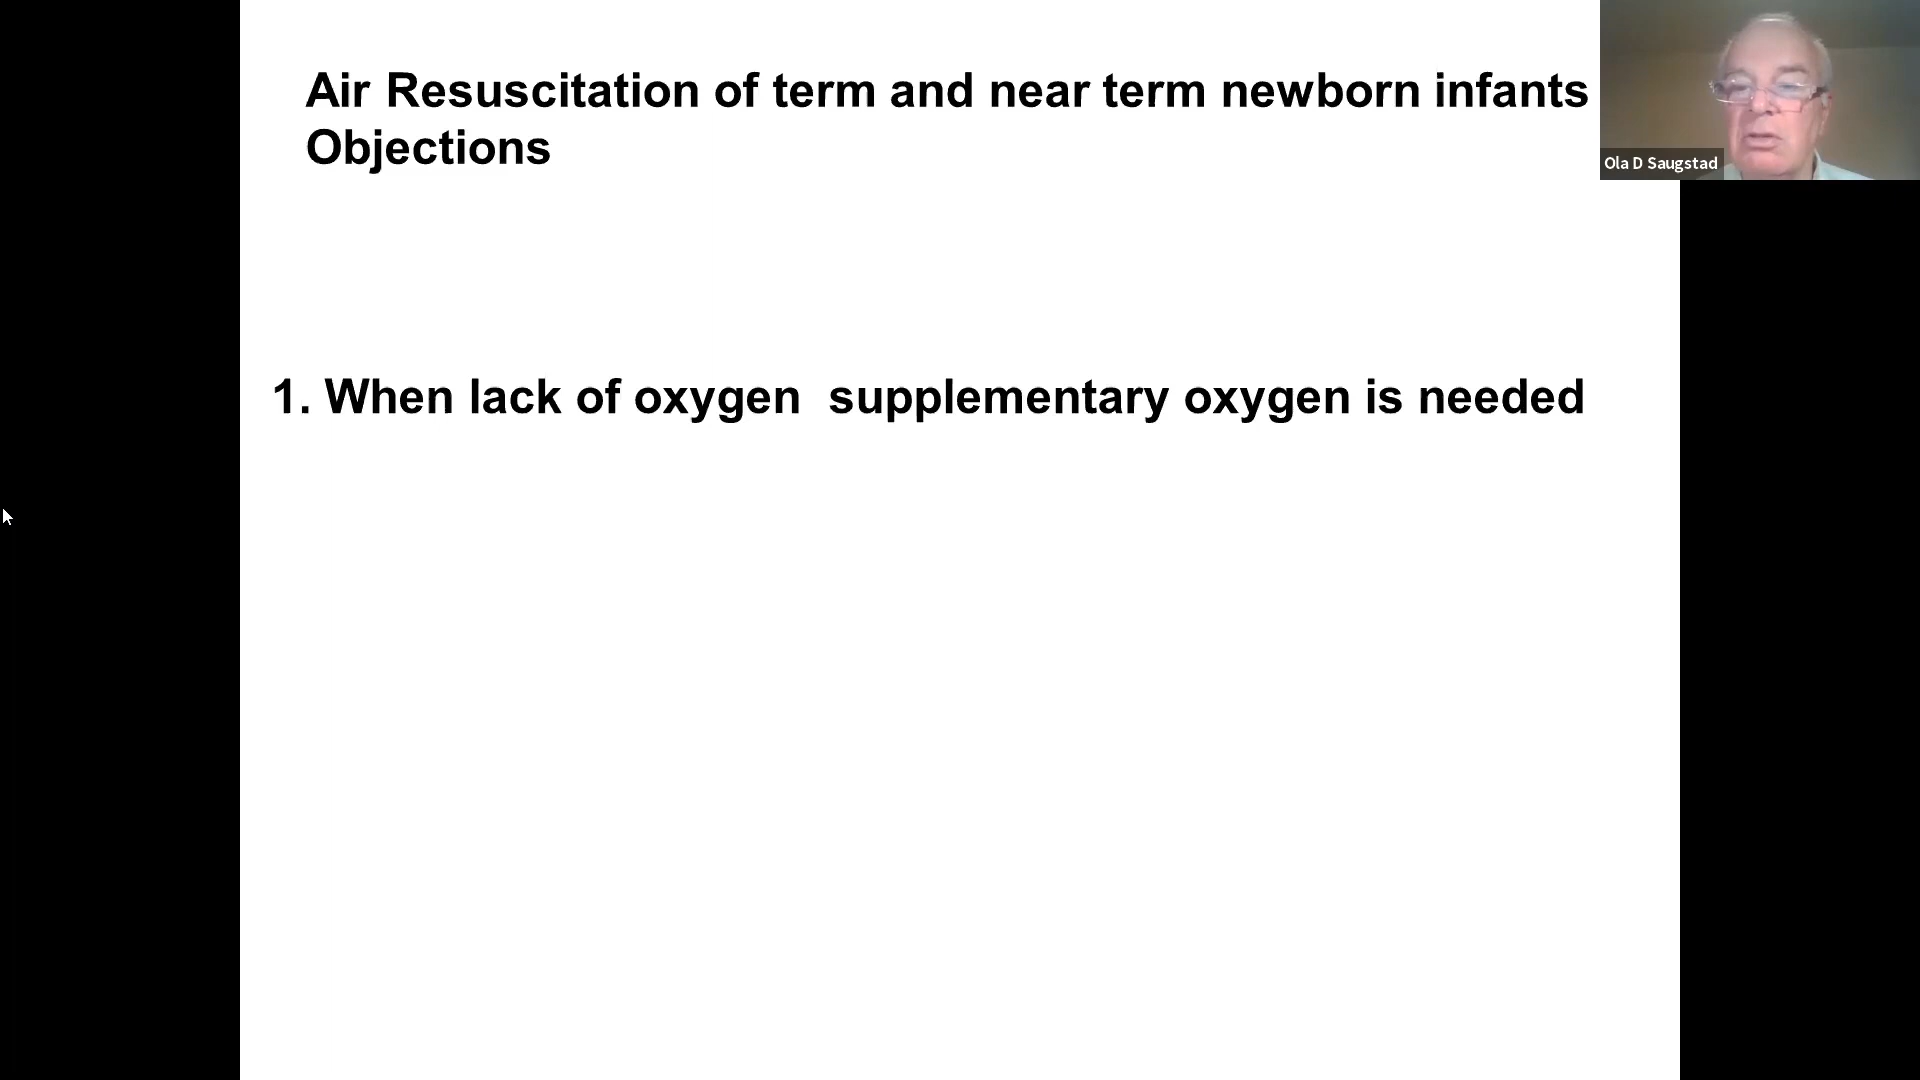 Air Resuscitation of term and near term newborn infants
Objections
Ola D Saugstad
1. When lack of oxygen  supplementary oxygen is needed